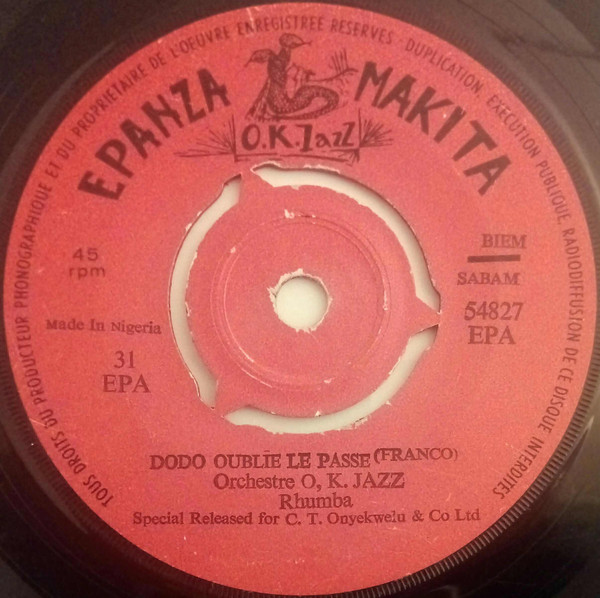 TOUS DROITS DU PRODUCTEUR PHONOGRAPHIQUE ET DU PROPRIETAIRE DE L'OEUVRE ENREGISTREE RESERVES - DUPLICATION EXECUTION PUBLIQUE, RADIODIFFUSION DE CE DISQUE INTERDITES
EPANZA MAKITA
O.K.JazZ
45
rpm
BIEM
SABAM
Made In Nigeria
54827
EPA
31
EPA
DODO OUBLIE LE PASSE (FRANCO)
Orchestre O, K. JAZZ
Rhumba
Special Released for C. T. Onyekwelu & Co Ltd